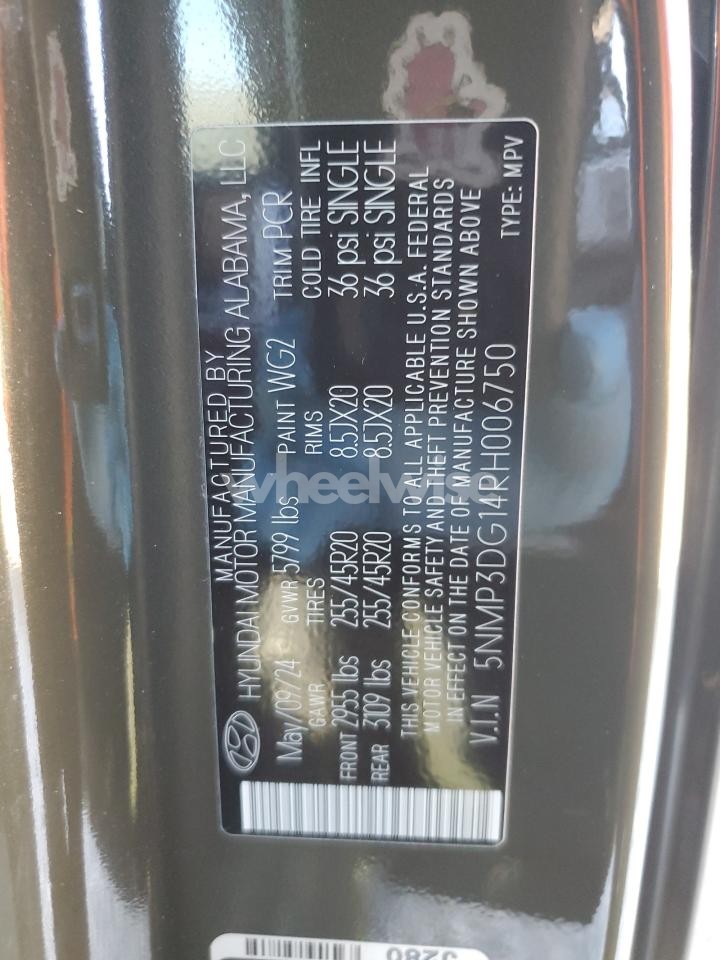 MANUFACTURED BY
HYUNDAI MOTOR MANUFACTURING ALABAMA, LLC
May/09/24 GVWR 5799 lbs PAINT WG2 TRIM PCR
GAWR TIRES RIMS COLD TIRE INFL
FRONT 2955 lbs 255/45R20 8.5JX20 36 psi SINGLE
REAR 3109 lbs 255/45R20 8.5JX20 36 psi SINGLE
THIS VEHICLE CONFORMS TO ALL APPLICABLE U.S.A. FEDERAL
MOTOR VEHICLE SAFETY AND THEFT PREVENTION STANDARDS
IN EFFECT ON THE DATE OF MANUFACTURE SHOWN ABOVE
V.I.N 5NMP3DG14RH006750 TYPE: MPV
wheelwise
3280